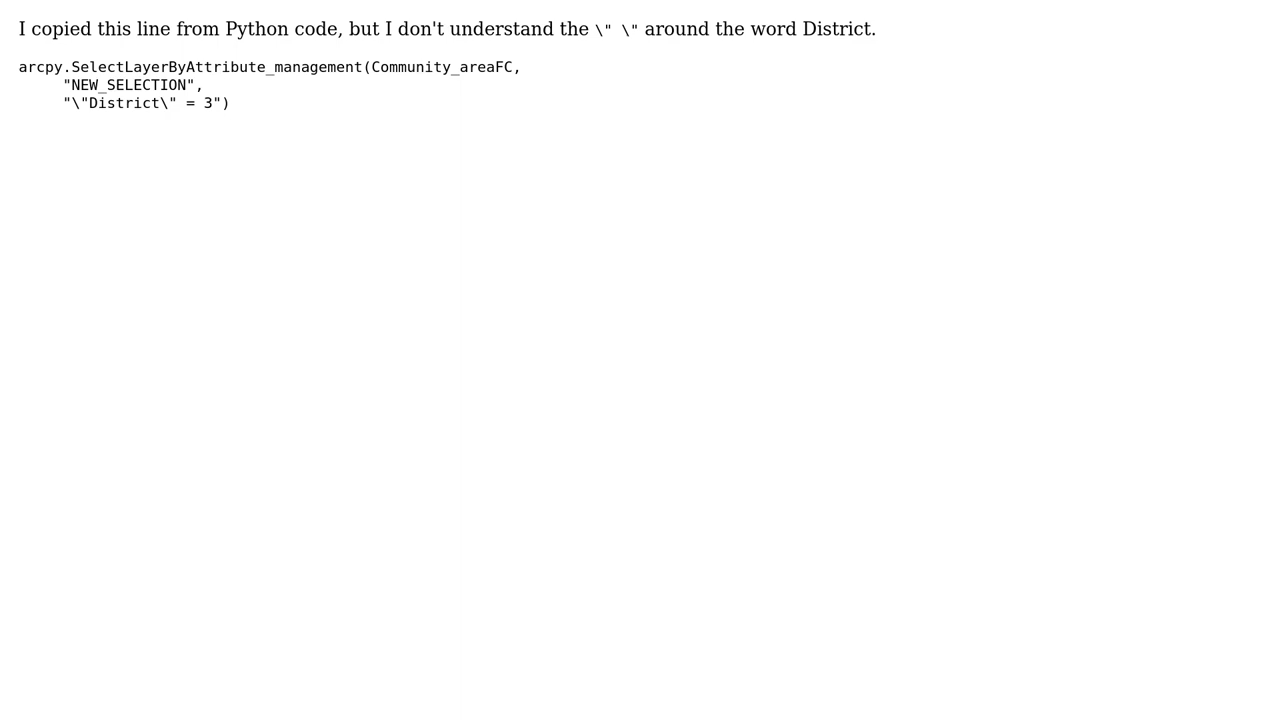 I copied this line from Python code, but I don't understand the \" \" around the word District.
arcpy.SelectLayerByAttribute_management(Community_areaFC,
"NEW_SELECTION",
"\"District\" = 3")